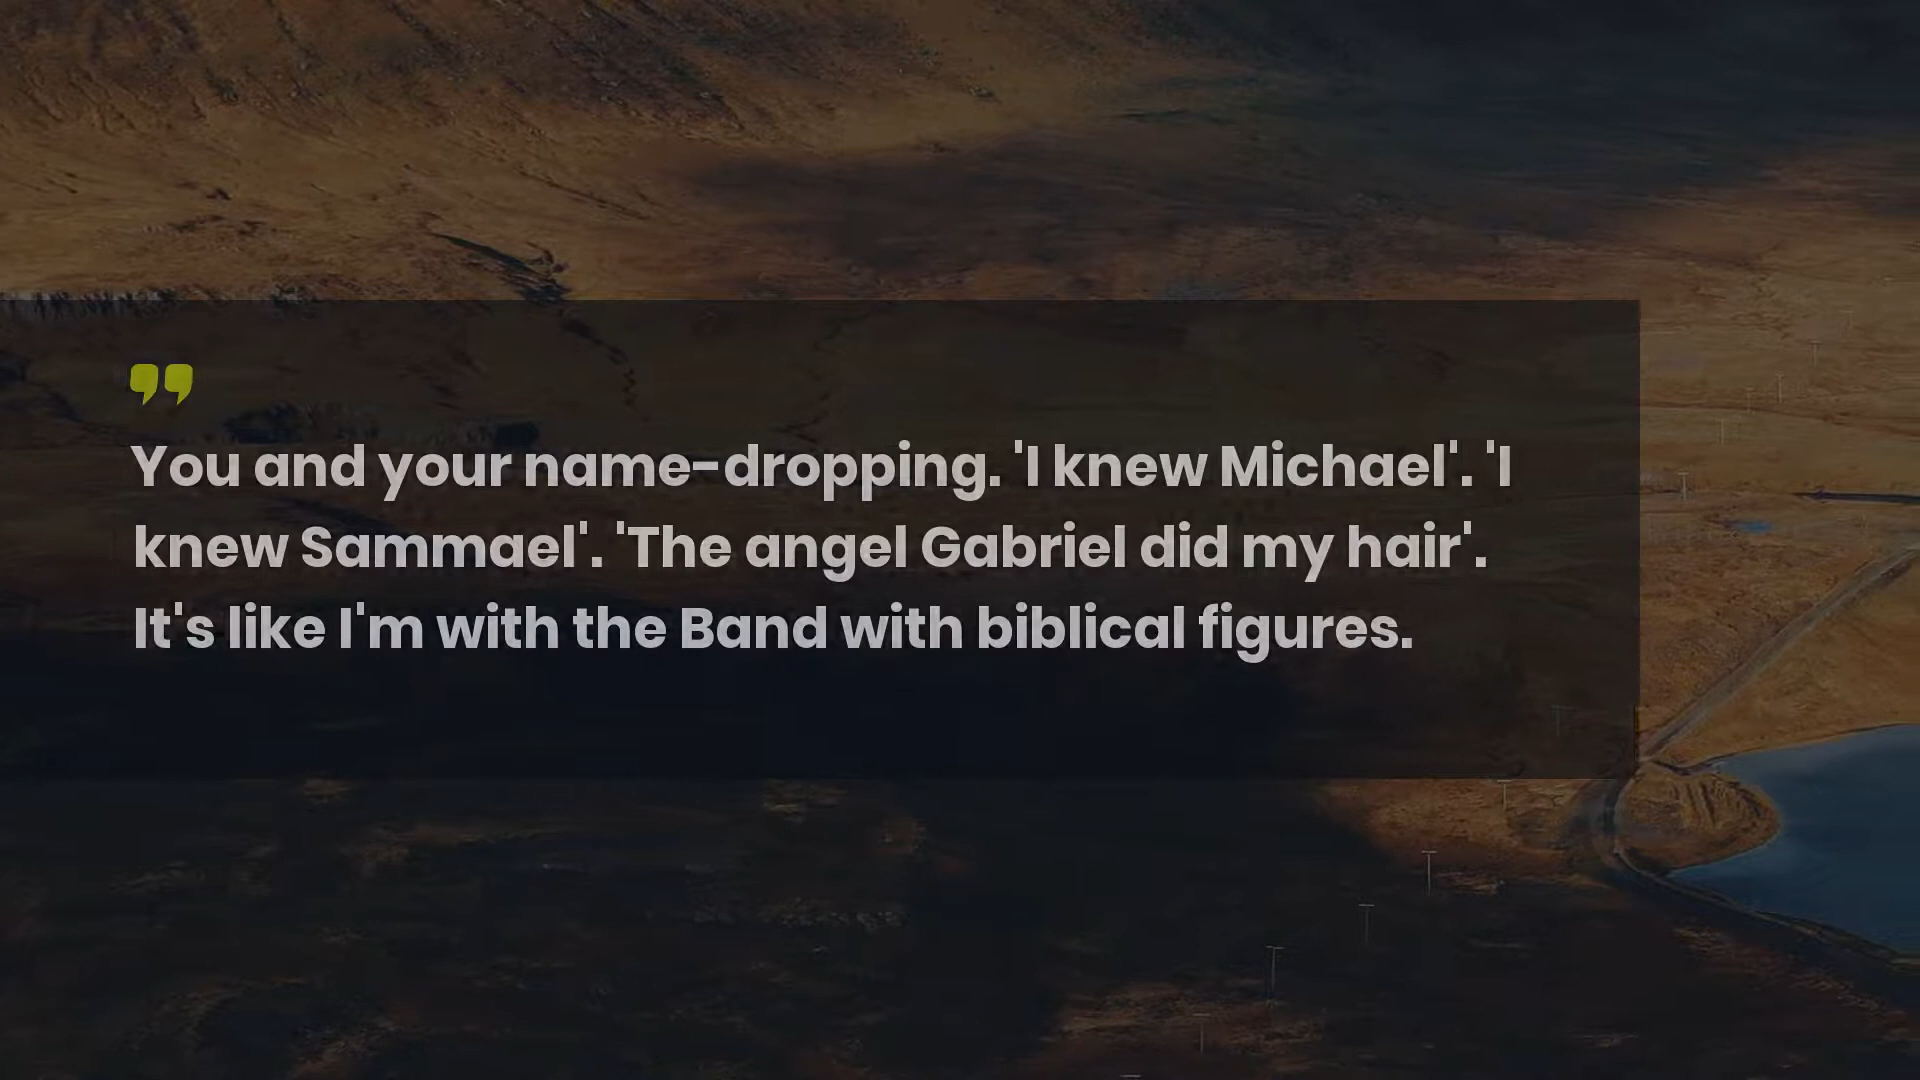 You and your name-dropping. 'I knew Michael'. 'I
knew Sammael'. 'The angel Gabriel did my hair'.
It's like I'm with the Band with biblical figures.